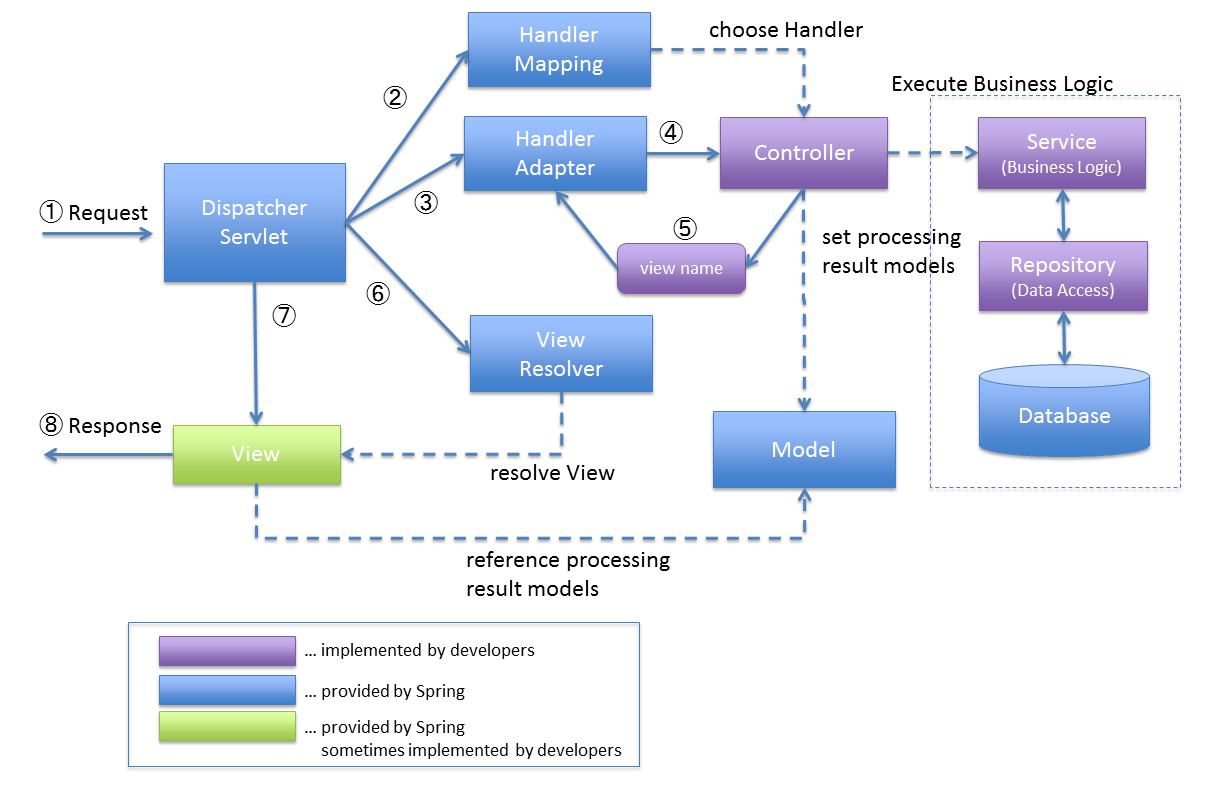 Handler
Mapping
choose Handler
Execute Business Logic
②
Handler
Adapter
④
Controller
Service
(Business Logic)
① Request
Dispatcher
Servlet
③
⑤
view name
set processing
result models
Repository
(Data Access)
⑥
⑦
View
Resolver
Database
⑧ Response
View
resolve View
Model
reference processing
result models
... implemented by developers
... provided by Spring
... provided by Spring
sometimes implemented by developers